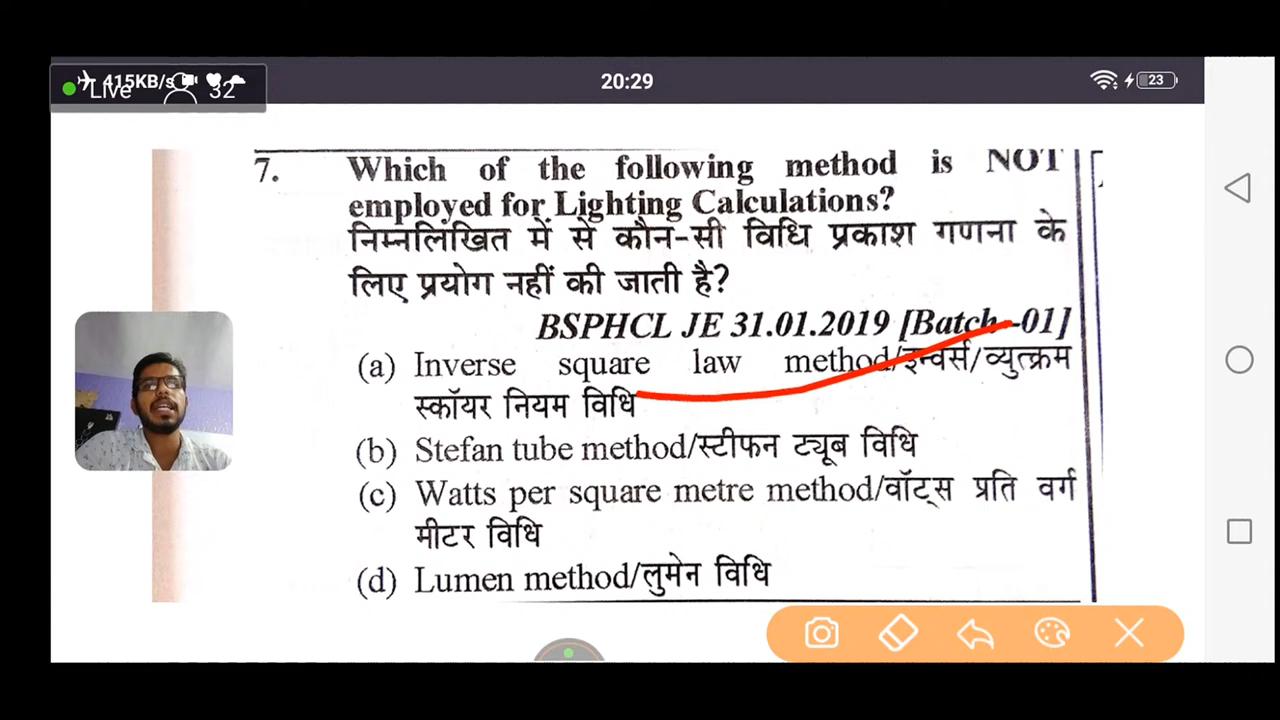 415KB/s
Live 32
20:29
23
7. Which of the following method is NOT
employed for Lighting Calculations?
निम्नलिखित में से कौन-सी विधि प्रकाश गणना के
लिए प्रयोग नहीं की जाती है?
BSPHCL JE 31.01.2019 [Batch–01]
(a) Inverse square law method/इन्वर्स/व्युत्क्रम
स्कॉयर नियम विधि
(b) Stefan tube method/स्टीफन ट्यूब विधि
(c) Watts per square metre method/वॉट्स प्रति वर्ग
मीटर विधि
(d) Lumen method/लुमेन विधि